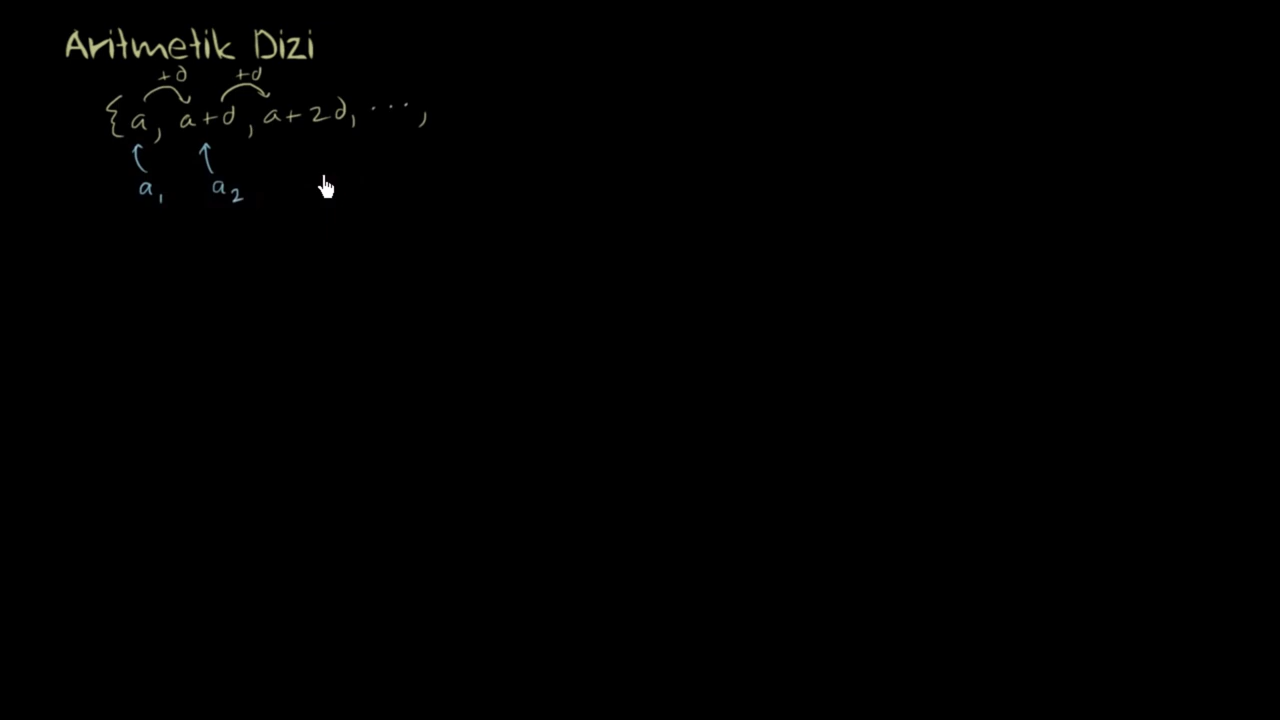 Aritmetik Dizi
+d +d
{a, a+d, a+2d, ...,
a₁ a₂